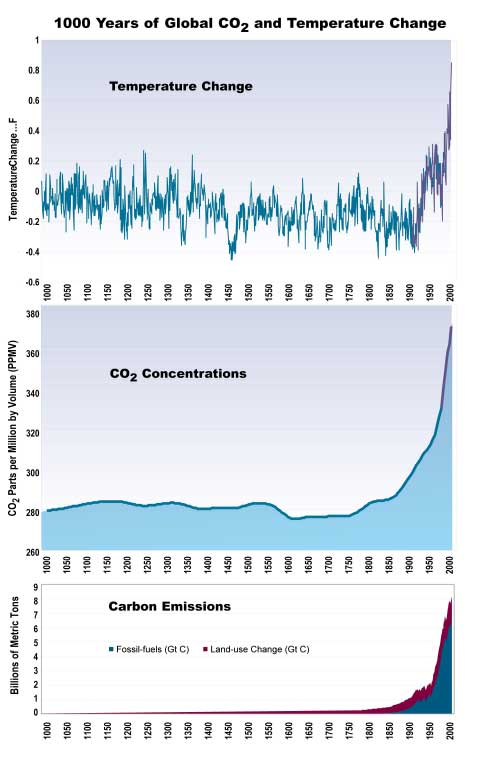 1000 Years of Global CO2 and Temperature Change
Temperature Change
TemperatureChange...F
1
0.8
0.6
0.4
0.2
0
-0.2
-0.4
-0.6
1000 1050 1100 1150 1200 1250 1300 1350 1400 1450 1500 1550 1600 1650 1700 1750 1800 1850 1900 1950 2000
CO2 Concentrations
CO2 Parts per Million by Volume (PPMV)
380
360
340
320
300
280
260
1000 1050 1100 1150 1200 1250 1300 1350 1400 1450 1500 1550 1600 1650 1700 1750 1800 1850 1900 1950 2000
Carbon Emissions
Billions of Metric Tons
9
8
7
6
5
4
3
2
1
0
Fossil-fuels (Gt C) Land-use Change (Gt C)
1000 1050 1100 1150 1200 1250 1300 1350 1400 1450 1500 1550 1600 1650 1700 1750 1800 1850 1900 1950 2000